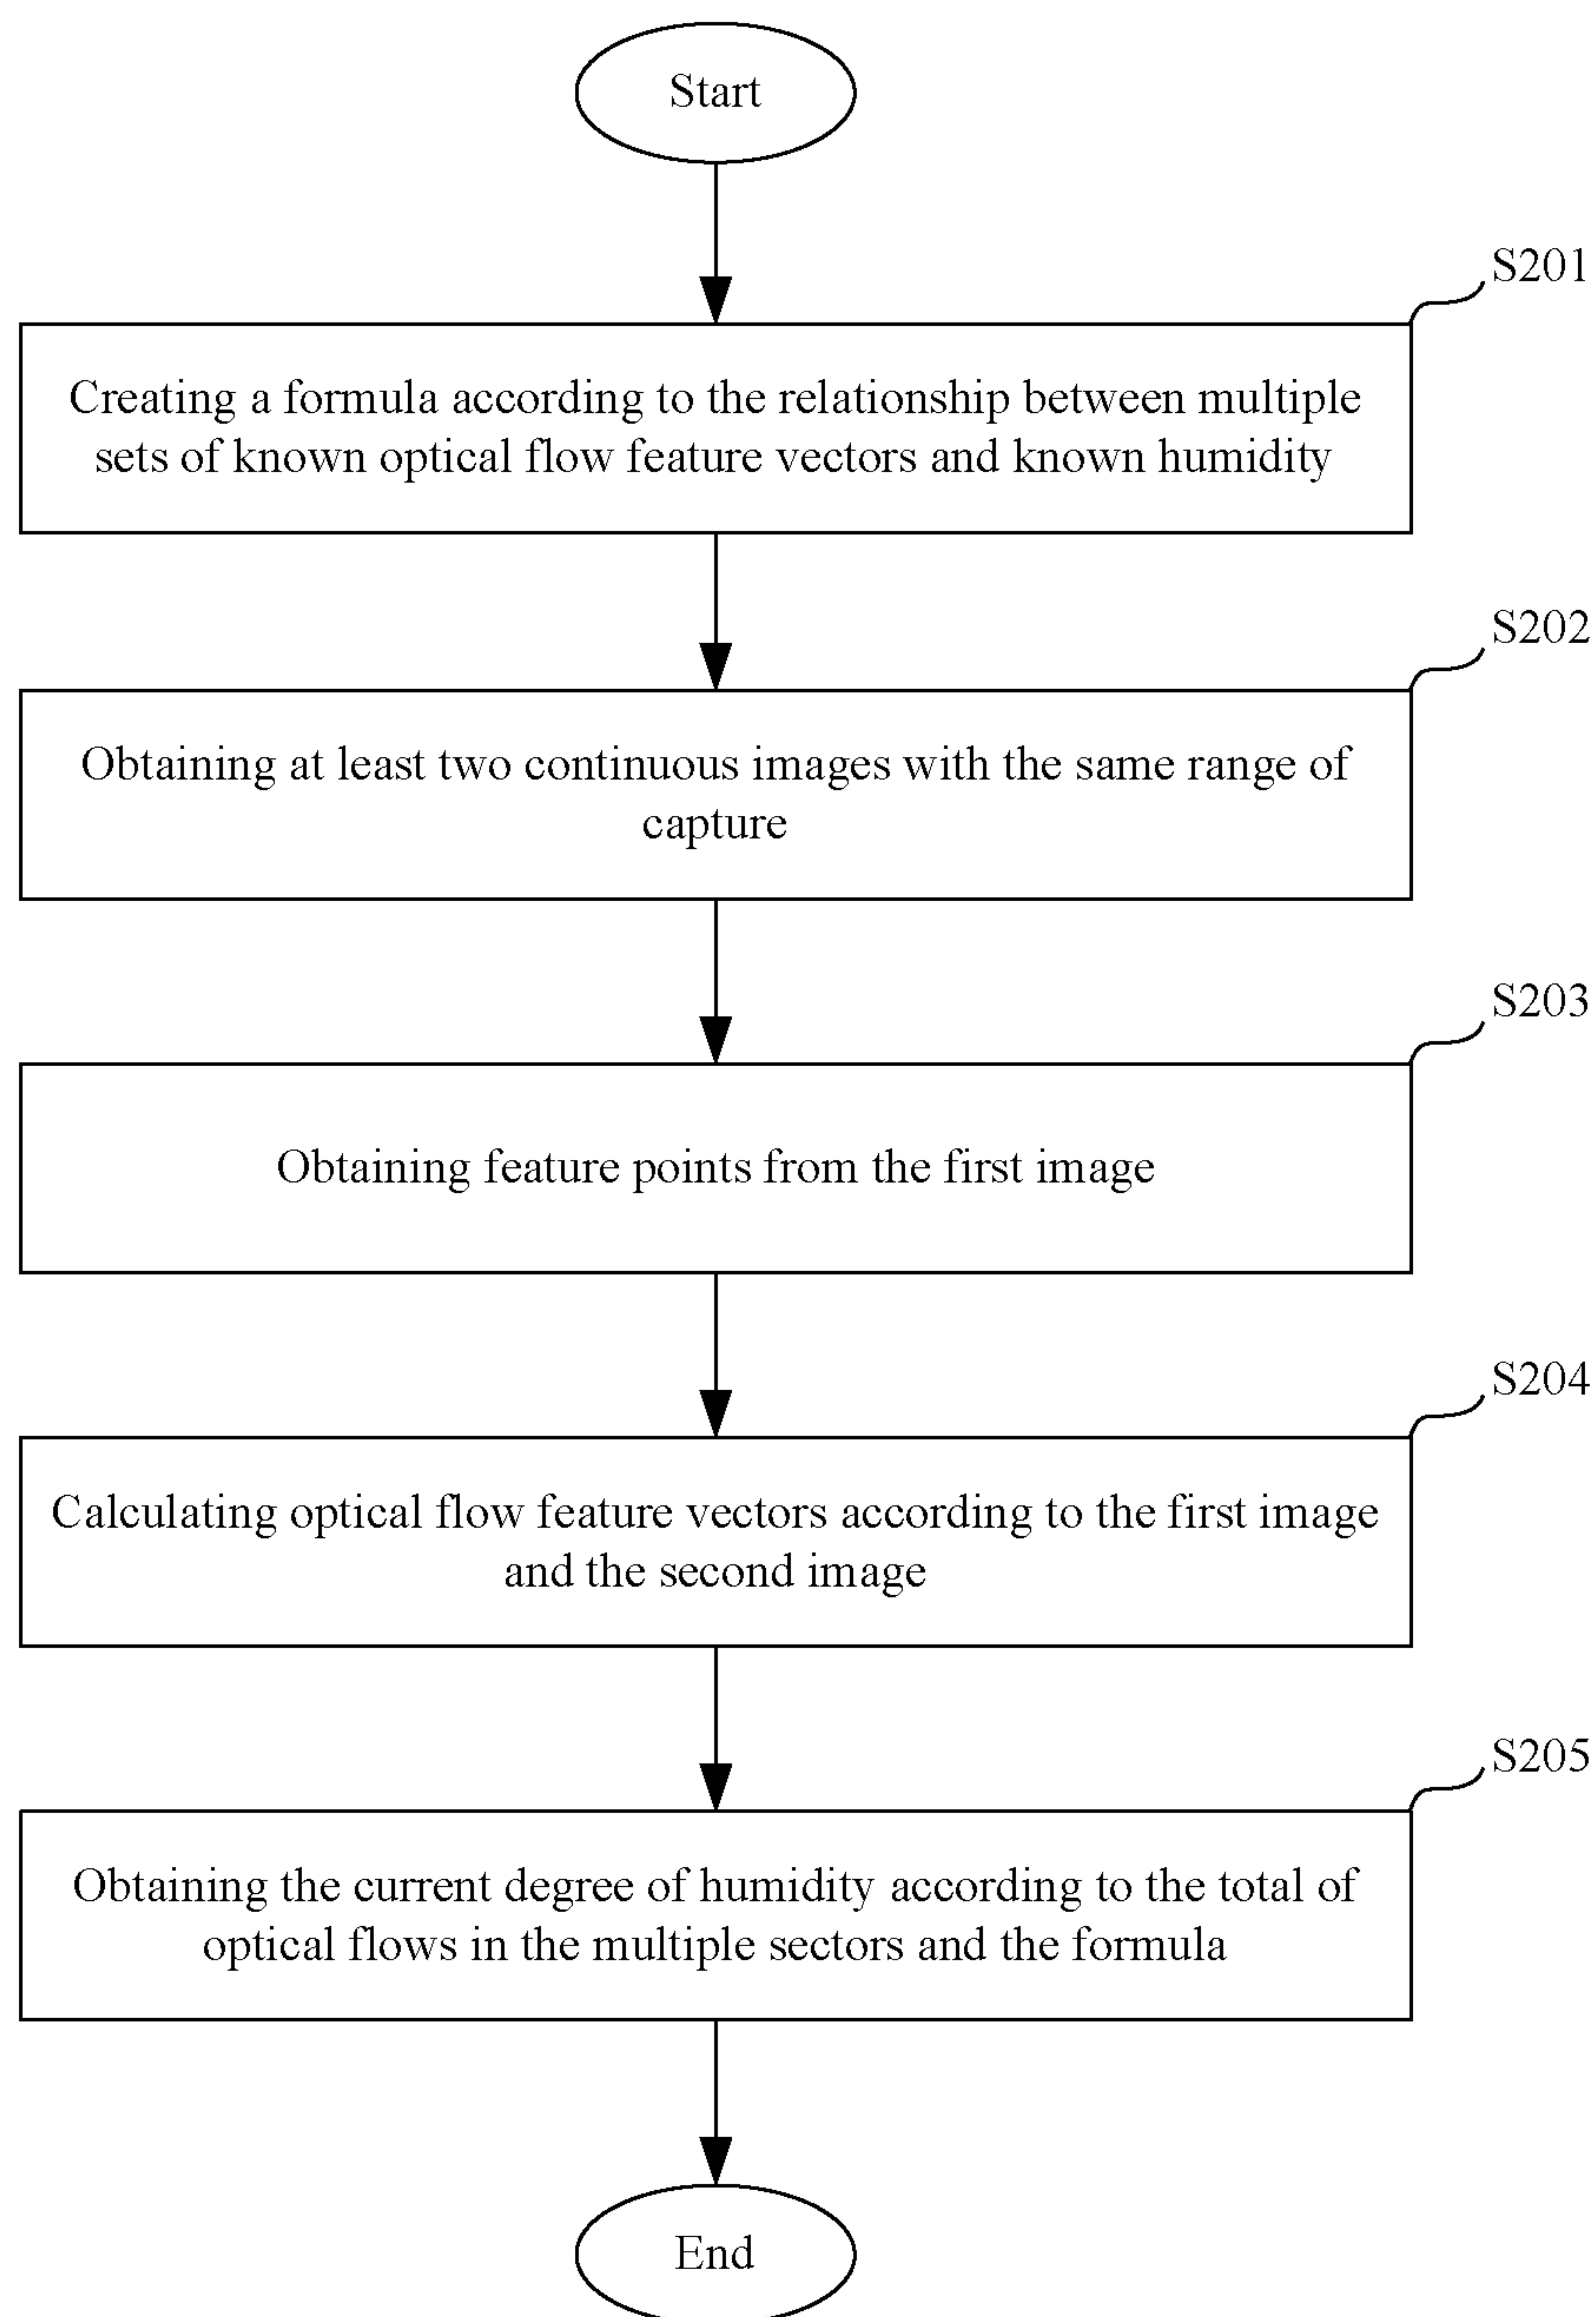 Start
S201
Creating a formula according to the relationship between multiple
sets of known optical flow feature vectors and known humidity
S202
Obtaining at least two continuous images with the same range of
capture
S203
Obtaining feature points from the first image
S204
Calculating optical flow feature vectors according to the first image
and the second image
S205
Obtaining the current degree of humidity according to the total of
optical flows in the multiple sectors and the formula
End